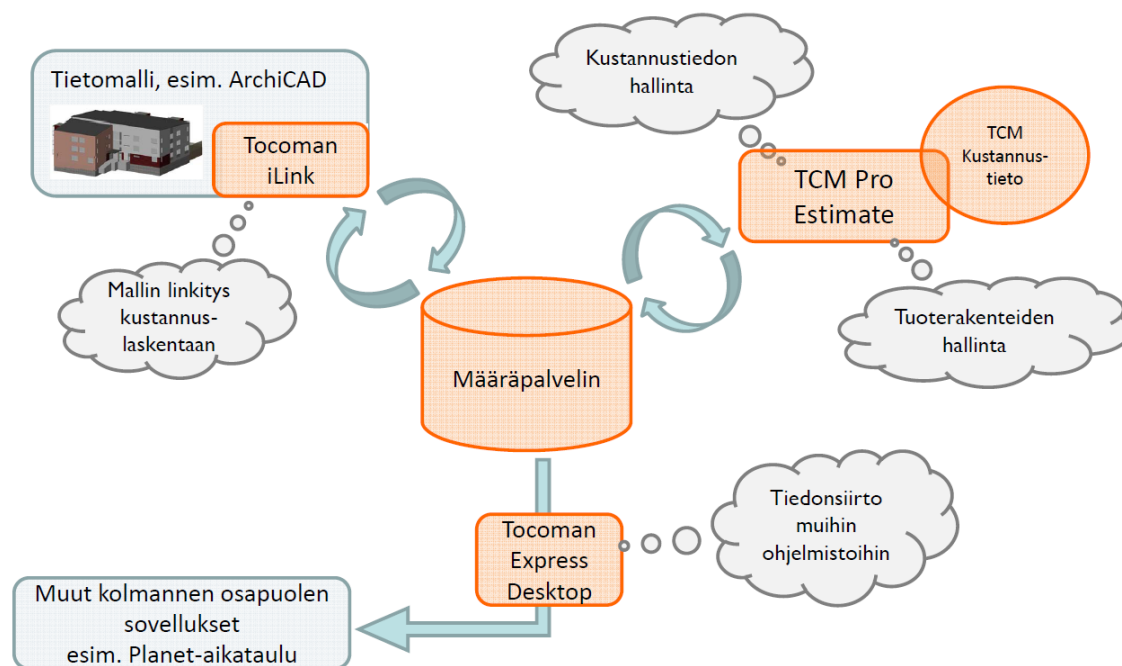 Tietomalli, esim. ArchiCAD
Tocoman
iLink
Mallin linkitys
kustannus-
laskentaan
Kustannustiedon
hallinta
TCM Pro
Estimate
TCM
Kustannus-
tieto
Tuoterakenteiden
hallinta
Määräpalvelin
Tocoman
Express
Desktop
Tiedonsiirto
muihin
ohjelmistoihin
Muut kolmannen osapuolen
sovellukset
esim. Planet-aikataulu